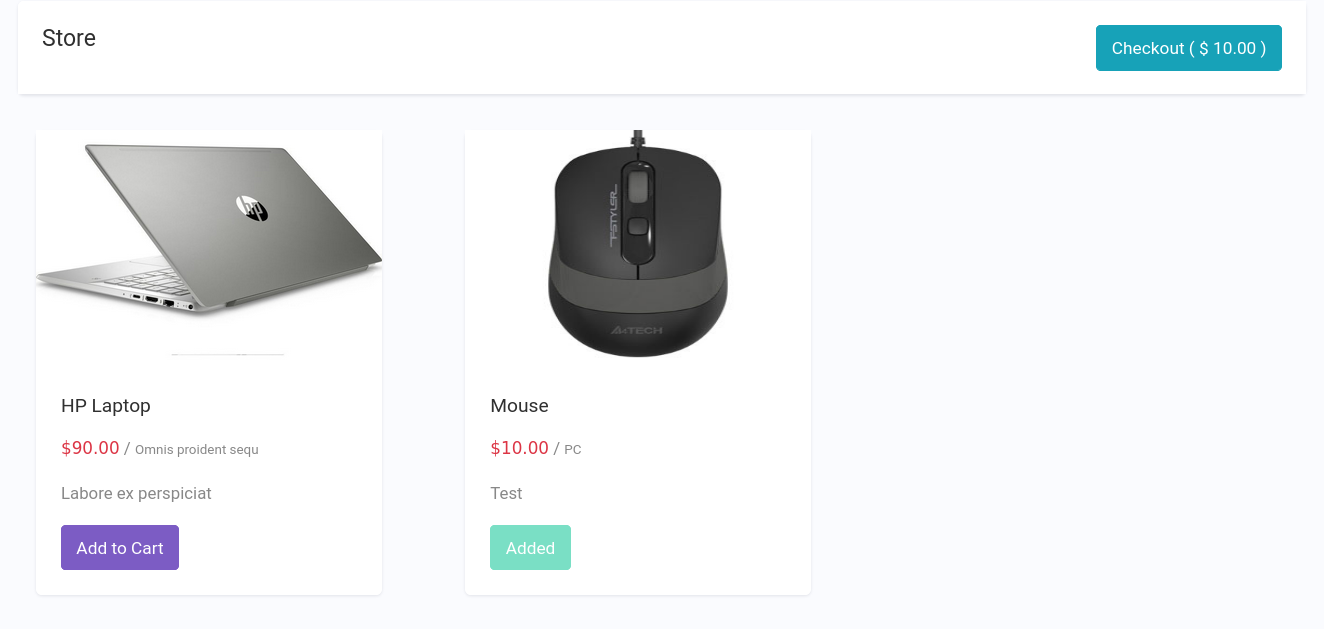 Store
Checkout ( $ 10.00 )
hp
FSTYLER
A4TECH
HP Laptop
$90.00 / Omnis proident sequ
Labore ex perspiciat
Add to Cart
Mouse
$10.00 / PC
Test
Added